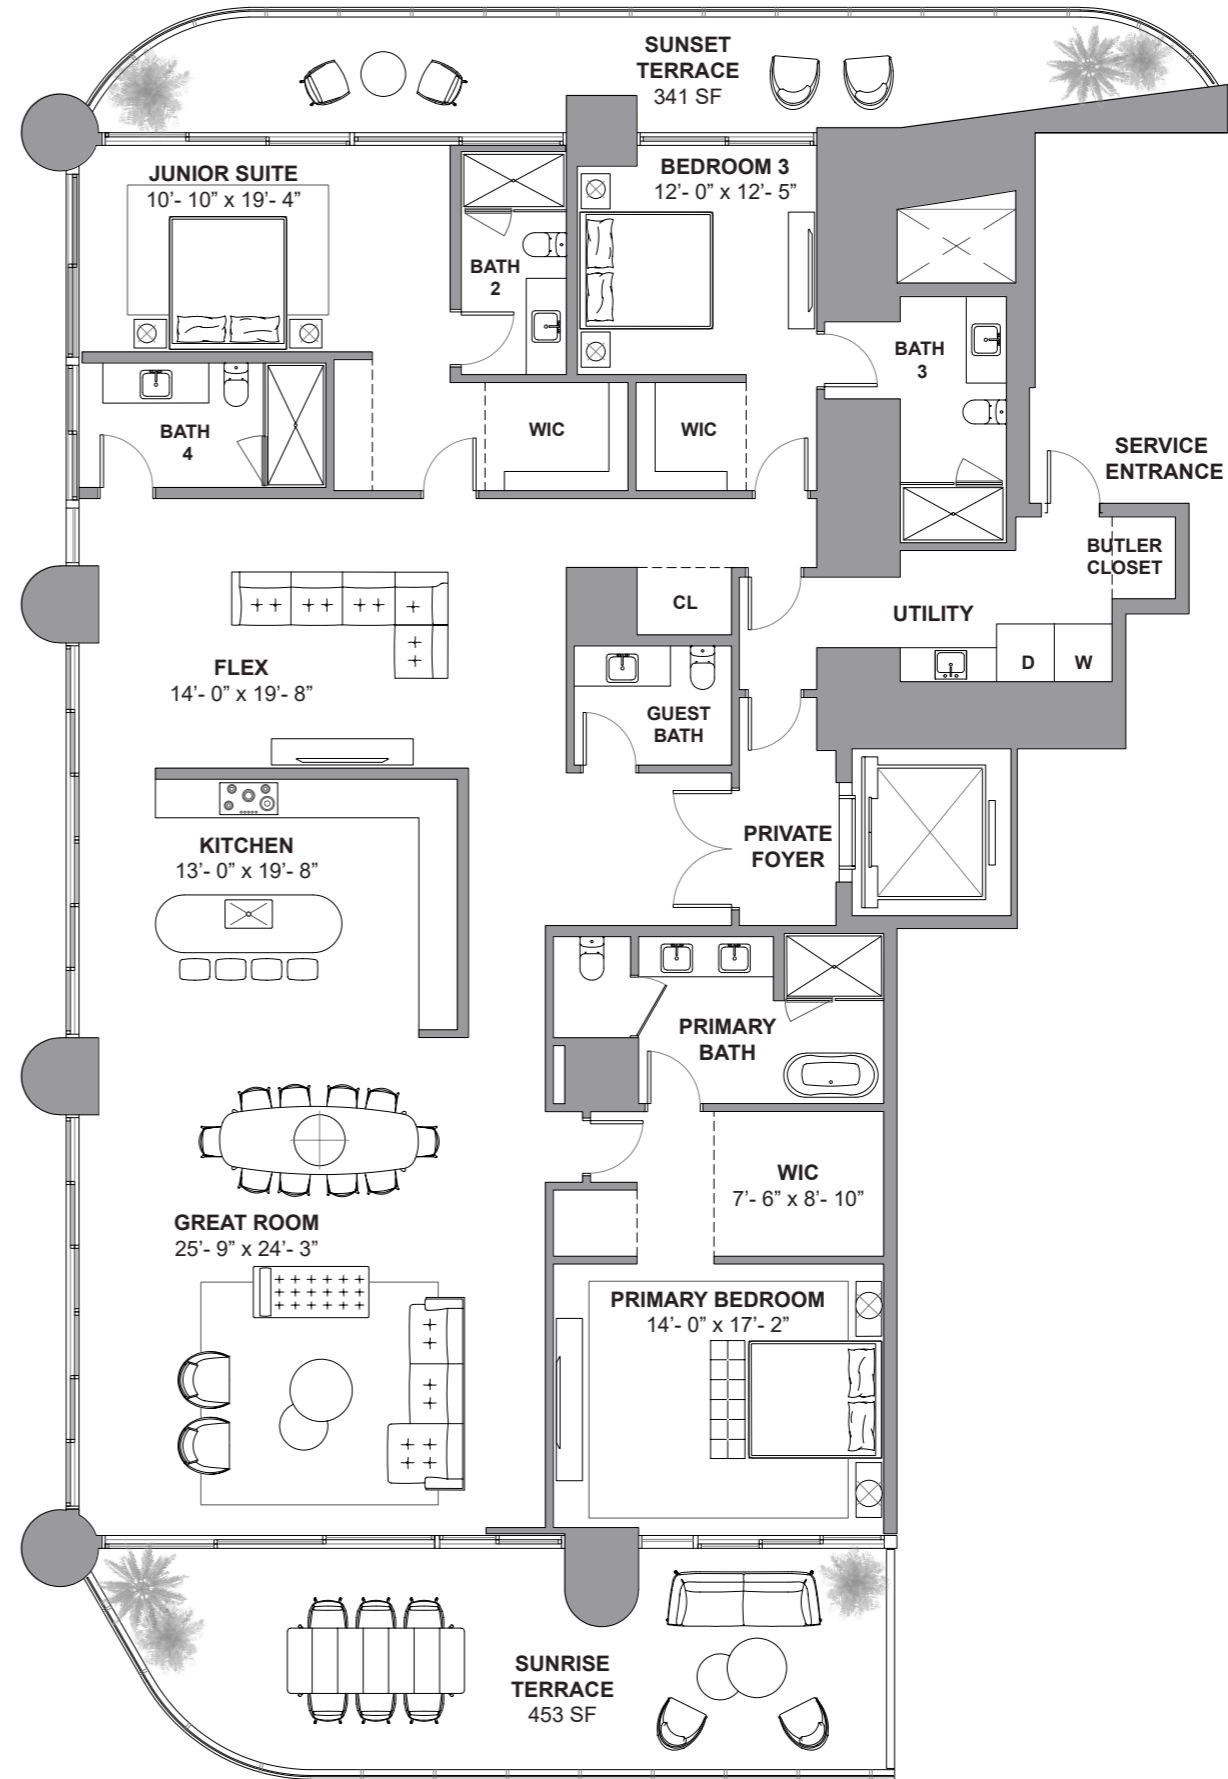 SUNSET
TERRACE
341 SF
JUNIOR SUITE
10’- 10” x 19’- 4”
BEDROOM 3
12’- 0” x 12’- 5”
BATH
2
BATH
3
BATH
4
WIC
WIC
SERVICE
ENTRANCE
BUTLER
CLOSET
CL
UTILITY
D
W
FLEX
14’- 0” x 19’- 8”
GUEST
BATH
KITCHEN
13’- 0” x 19’- 8”
PRIVATE
FOYER
PRIMARY
BATH
WIC
7’- 6” x 8’- 10”
GREAT ROOM
25’- 9” x 24’- 3”
PRIMARY BEDROOM
14’- 0” x 17’- 2”
SUNRISE
TERRACE
453 SF